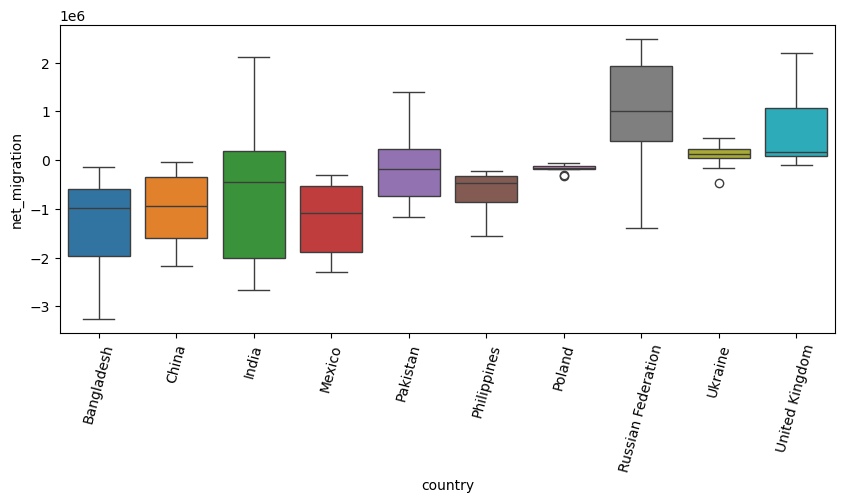 1e6
2
1
0
−1
−2
−3
net_migration
Bangladesh
China
India
Mexico
Pakistan
Philippines
Poland
Russian Federation
Ukraine
United Kingdom
country